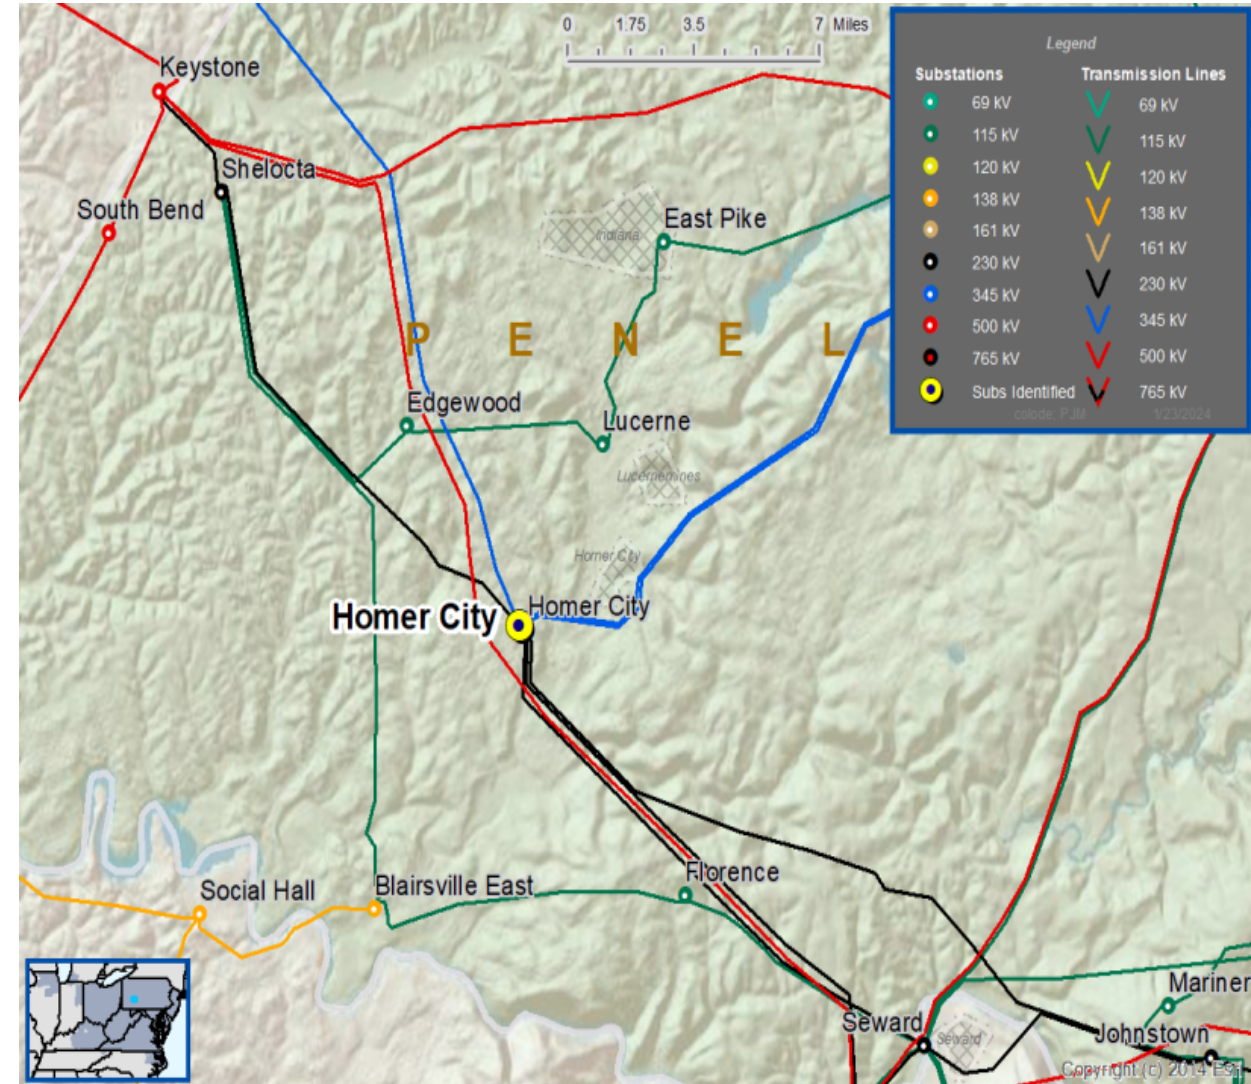 0 1.75 3.5 7 Miles
Legend
Substations
69 kV
115 kV
120 kV
138 kV
161 kV
230 kV
345 kV
500 kV
765 kV
Subs Identified
Transmission Lines
69 kV
115 kV
120 kV
138 kV
161 kV
230 kV
345 kV
500 kV
765 kV
1/23/2024
Keystone
Shelocta
South Bend
East Pike
Indiana
P E N E L
Edgewood
Lucerne
Lucernemines
Homer City
Homer City
Homer City
Florence
Social Hall
Blairsville East
Mariner
Seward
Seward
Johnstown
Copyright:(c) 2014 Esri